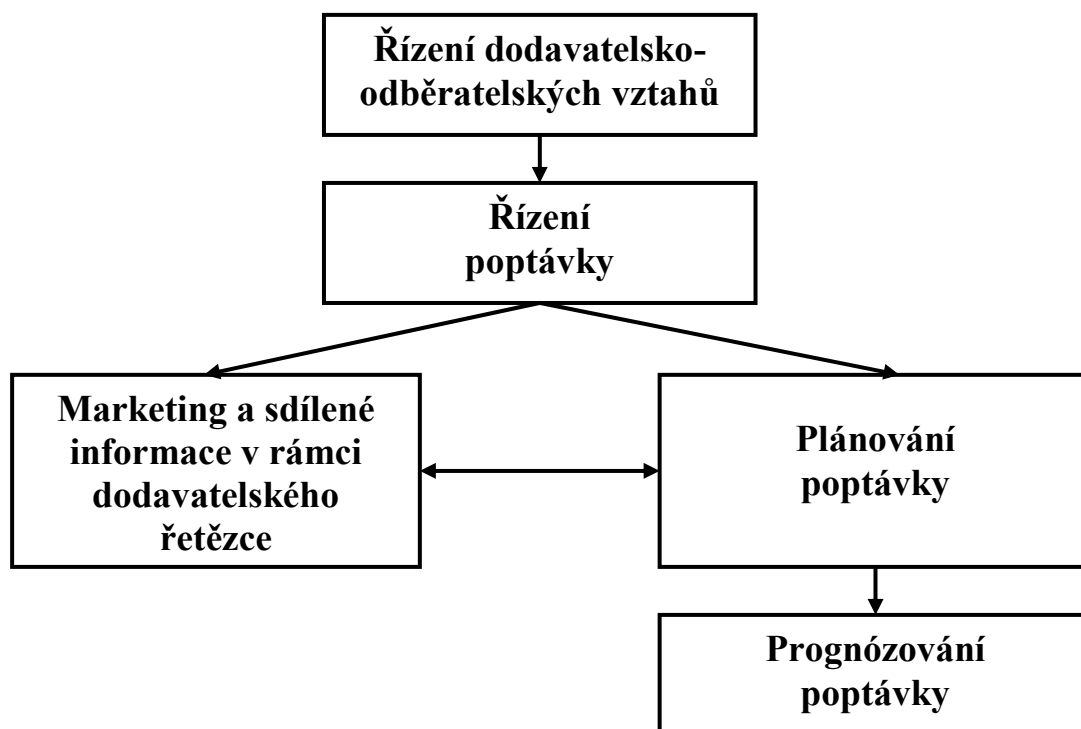 Řízení dodavatelsko-
odběratelských vztahů
Řízení
poptávky
Marketing a sdílené
informace v rámci
dodavatelského
řetězce
Plánování
poptávky
Prognózování
poptávky